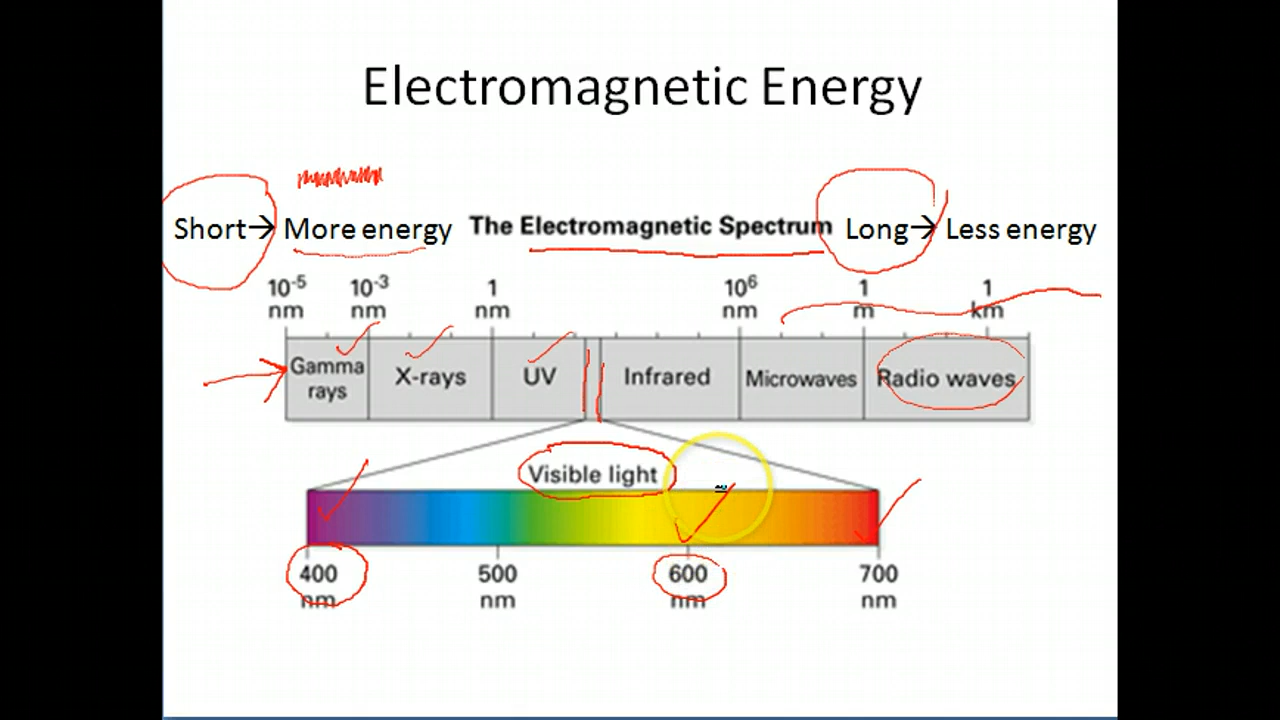 Electromagnetic Energy
Short→ More energy The Electromagnetic Spectrum Long→ Less energy
10-5 10-3 1 106 1 1
nm nm nm nm m km
Gamma rays X-rays UV Infrared Microwaves Radio waves
Visible light
400 500 600 700
nm nm nm nm